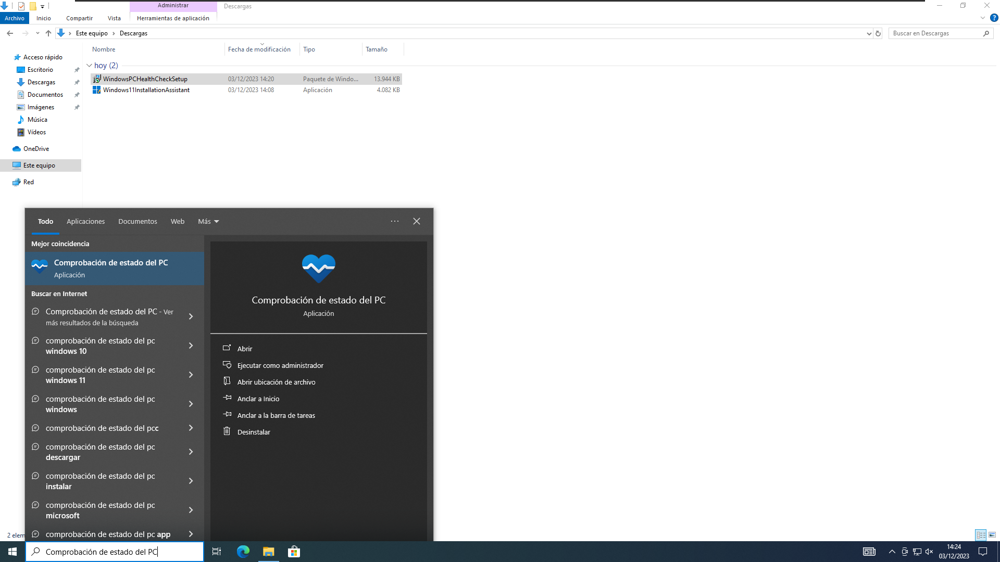 Administrar
Descargas
Archivo
Inicio
Compartir
Vista
Herramientas de aplicación
?
Este equipo
Descargas
Buscar en Descargas
Nombre
Fecha de modificación
Tipo
Tamaño
hoy (2)
WindowsPCHealthCheckSetup 03/12/2023 14:20 Paquete de Windo... 13.944 KB
Windows11InstallationAssistant 03/12/2023 14:08 Aplicación 4.082 KB
Acceso rápido
Escritorio
Descargas
Documentos
Imágenes
Música
Vídeos
OneDrive
Este equipo
Red
Todo
Aplicaciones
Documentos
Web
Más
Mejor coincidencia
Comprobación de estado del PC
Aplicación
Buscar en Internet
Comprobación de estado del PC - Ver
más resultados de la búsqueda
comprobación de estado del pc
windows 10
comprobación de estado del pc
windows 11
comprobación de estado del pc
windows
comprobación de estado del pcc
comprobación de estado del pc
descargar
comprobación de estado del pc
instalar
comprobación de estado del pc
microsoft
comprobación de estado del pc app
Comprobación de estado del PC
Aplicación
Abrir
Ejecutar como administrador
Abrir ubicación de archivo
Anclar a Inicio
Anclar a la barra de tareas
Desinstalar
2 elem
Comprobación de estado del PC
14:24
03/12/2023